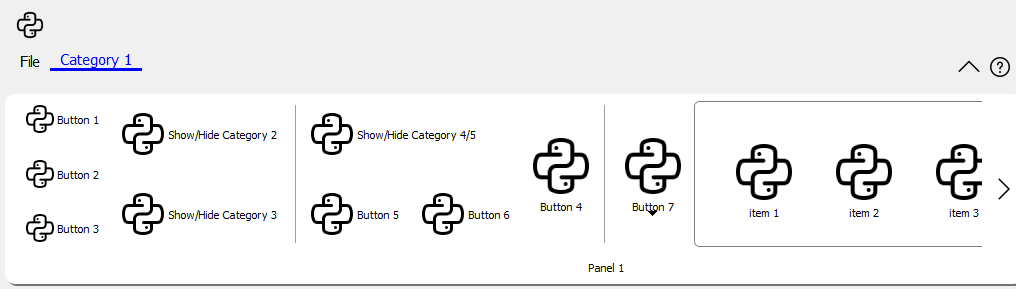 File Category 1
Button 1
Show/Hide Category 2
Show/Hide Category 4/5
Button 2
Button 3
Show/Hide Category 3
Button 5
Button 6
Button 4
Button 7
item 1
item 2
item 3
Panel 1